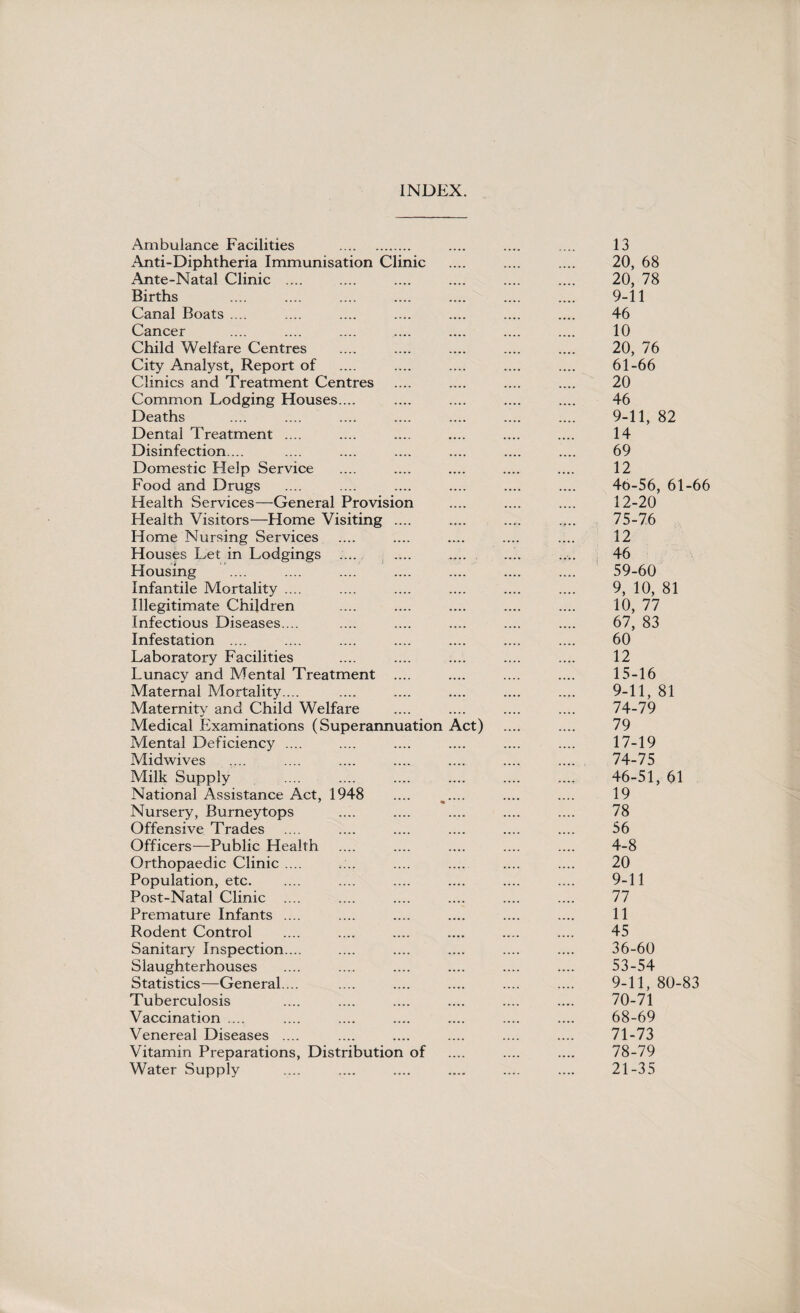 INDEX.
Ambulance Facilities .... ........ .... .... .... 13
Anti-Diphtheria Immunisation Clinic .... .... .... 20, 68
Ante-Natal Clinic .... .... .... .... .... .... 20, 78
Births .... .... .... .... .... .... .... 9-11
Canal Boats .... .... .... .... .... .... .... 46
Cancer .... .... .... .... .... .... .... 10
Child Welfare Centres .... .... .... .... .... 20, 76
City Analyst, Report of .... .... .... .... .... 61-66
Clinics and Treatment Centres .... .... .... .... 20
Common Lodging Houses.... .... .... .... .... 46
Deaths .... .... .... .... .... .... .... 9-11, 82
Dental Treatment .... .... .... .... .... .... 14
Disinfection.... .... .... .... .... .... .... 69
Domestic Help Service .... .... .... .... .... 12
Food and Drugs .... .... .... .... .... .... 46-56, 61-66
Health Services—General Provision .... .... .... 12-20
Health Visitors—Home Visiting .... .... .... .... 75-76
Home Nursing Services .... .... .... .... .... 12
Houses Let in Lodgings .... .... .... .... .... 46
Housing .... .... .... .... .... .... .... 59-60
Infantile Mortality .... .... .... .... .... .... 9, 10, 81
Illegitimate Children .... .... .... .... .... 10, 77
Infectious Diseases.... .... .... .... .... .... 67, 83
Infestation .... .... .... .... .... .... .... 60
Laboratory Facilities .... .... .... .... .... 12
Lunacy and Mental Treatment .... .... .... .... 15-16
Maternal Mortality.... .... .... .... .... .... 9-11, 81
Maternity and Child Welfare .... .... .... .... 74-79
Medical Examinations (Superannuation Act) .... .... 79
Mental Deficiency .... .... .... .... .... .... 17-19
Midwives .... .... .... .... .... .... .... 74-75
Milk Supply .... .... .... .... .... .... 46-51, 61
National Assistance Act, 1948 .... .... .... .... 19
Nursery, Burneytops .... .... .... .... .... 78
Offensive Trades .... .... .... .... .... .... 56
Officers—Public Health .... .... .... .... .... 4-8
Orthopaedic Clinic .... .... .... .... .... .... 20
Population, etc. .... .... .... .... .... .... 9-11
Post-Natal Clinic .... .... .... .... .... .... 77
Premature Infants .... .... .... .... .... .... 11
Rodent Control .... .... .... .... .... .... 45
Sanitary Inspection.... .... .... .... .... .... 36-60
Slaughterhouses .... .... .... .... .... .... 53-54
Statistics—General.... .... .... .... .... .... 9-11, 80-83
Tuberculosis .... .... .... .... .... .... 70-71
Vaccination .... .... .... .... .... .... .... 68-69
Venereal Diseases .... .... .... .... .... .... 71-73
Vitamin Preparations, Distribution of .... .... .... 78-79
Water Supply .... .... .... .... .... .... 21-35